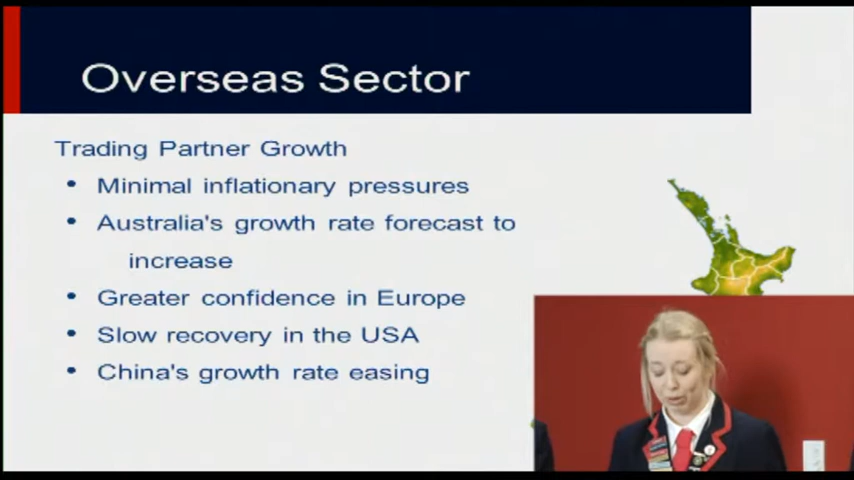 Overseas Sector
Trading Partner Growth
• Minimal inflationary pressures
• Australia's growth rate forecast to
increase
• Greater confidence in Europe
• Slow recovery in the USA
• China's growth rate easing